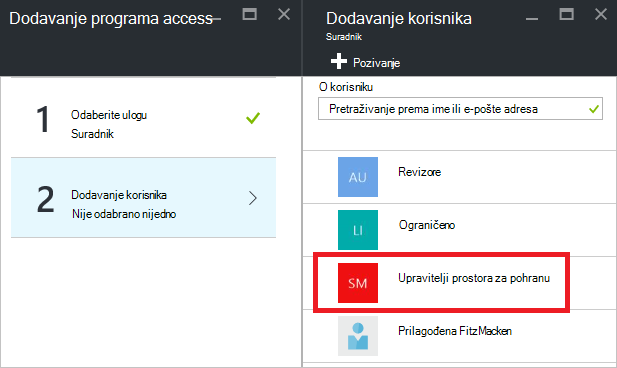 Dodavanje programa access
1
Odaberite ulogu
Suradnik
2
Dodavanje korisnika
Nije odabrano nijedno
Dodavanje korisnika
Suradnik
Pozivanje
O korisniku
Pretraživanje prema ime ili e-pošte adresa
AU
Revizore
LI
Ograničeno
SM
Upravitelji prostora za pohranu
Prilagođena FitzMacken